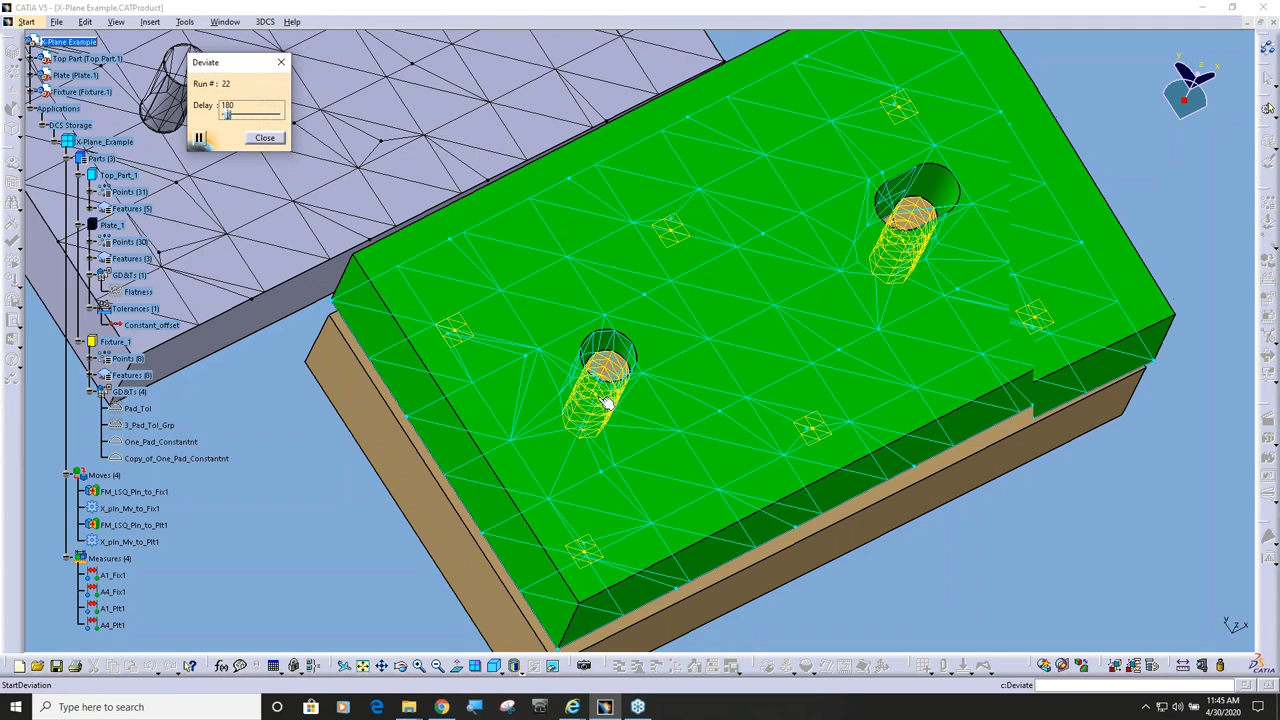 CATIA V5 - [X-Plane Example.CATProduct]
Start File Edit View Insert Tools 3DCS Help
X-Plane Example
Top Part (Top Part.1)
Plate (Plate.1)
Fixture (Fixture.1)
Applications
DCS Storage
X-Plane_Example
Parts (3)
Top_Part_1
Points (31)
Features (5)
Plate_1
Points (30)
Features (3)
GD&Ts (1)
Flatness
Tolerances (1)
Constant_offset
Fixture_1
Points (8)
Features (8)
GD&Ts (4)
Pad_Tol
3_Pad_Tol_Grp
One_Pad_Constantnt
Copy_of_One_Pad_Constantnt
Moves (4)
FM_LSQ_Pln_to_Fix1
X_pln_Mv_to_Fix1
FM_LSQ_Pln_to_Plt1
X_pln_Mv_to_Plt1
Measures (4)
A1_Fix1
A4_Fix1
A1_Plt1
A4_Plt1
Deviate
Run # : 22
Delay : 180
Close
y
z
x
y
z x
f(x)
CATIA
StartDeviation
c:Deviate
Type here to search
11:45 AM
4/30/2020